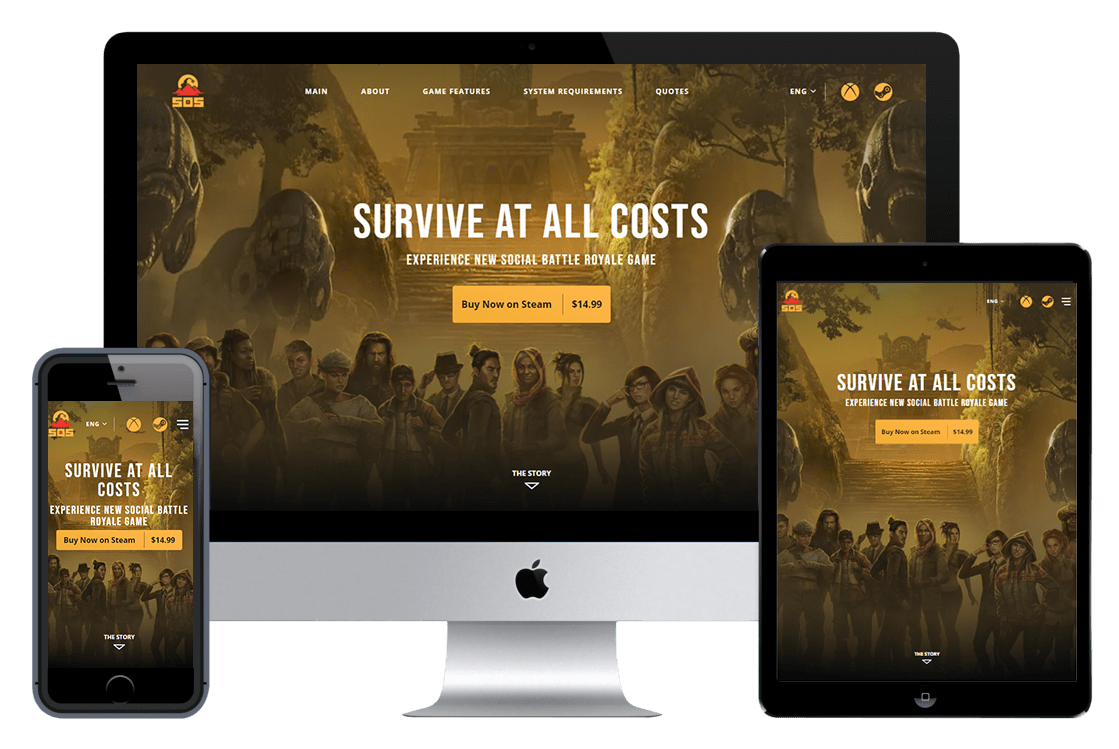 SOS
MAIN ABOUT GAME FEATURES SYSTEM REQUIREMENTS QUOTES ENG
SURVIVE AT ALL COSTS
EXPERIENCE NEW SOCIAL BATTLE ROYALE GAME
Buy Now on Steam $14.99
THE STORY
SOS
ENG
SURVIVE AT ALL
COSTS
EXPERIENCE NEW SOCIAL BATTLE
ROYALE GAME
Buy Now on Steam $14.99
THE STORY
SOS
ENG
SURVIVE AT ALL COSTS
EXPERIENCE NEW SOCIAL BATTLE ROYALE GAME
Buy Now on Steam $14.99
THE STORY